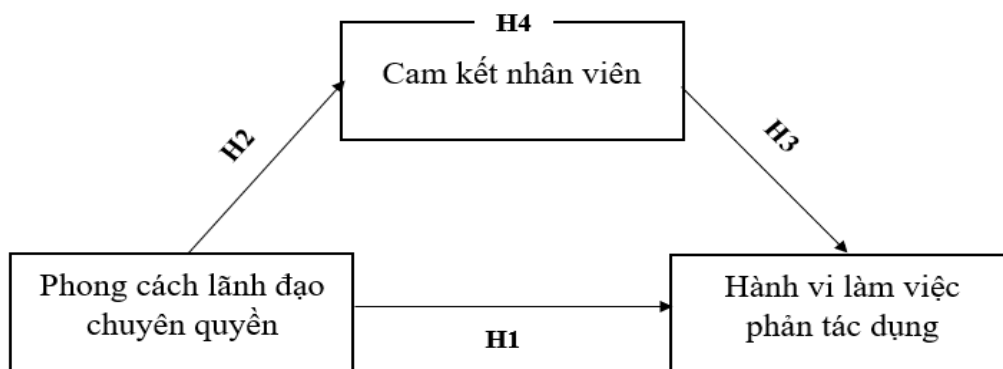 H4
Cam kết nhân viên
H2
H3
Phong cách lãnh đạo
chuyên quyền
H1
Hành vi làm việc
phản tác dụng